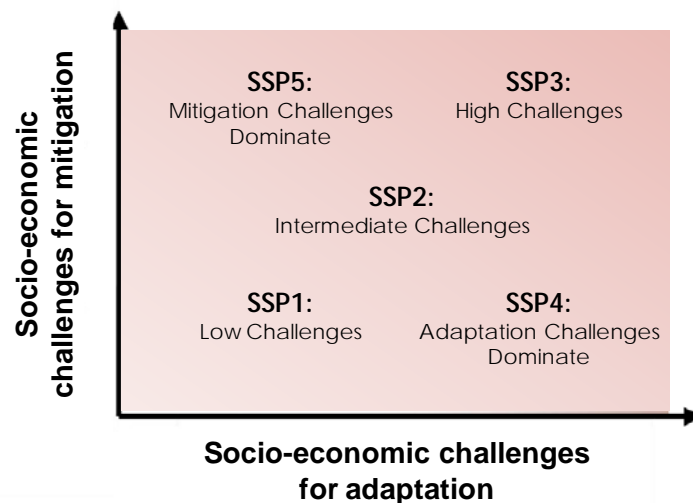 Socio-economic
challenges for mitigation
SSP5:
Mitigation Challenges
Dominate
SSP3:
High Challenges
SSP2:
Intermediate Challenges
SSP1:
Low Challenges
SSP4:
Adaptation Challenges
Dominate
Socio-economic challenges
for adaptation